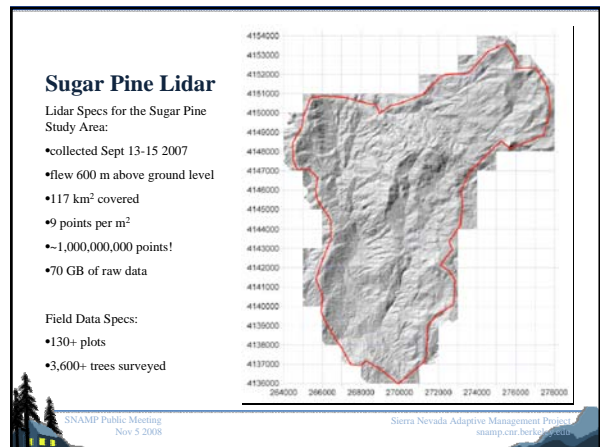 Sugar Pine Lidar
Lidar Specs for the Sugar Pine
Study Area:
•collected Sept 13-15 2007
•flew 600 m above ground level
•117 km² covered
•9 points per m²
•~1,000,000,000 points!
•70 GB of raw data
Field Data Specs:
•130+ plots
•3,600+ trees surveyed
4154000
4153000
4152000
4151000
4150000
4149000
4148000
4147000
4146000
4145000
4144000
4143000
4142000
4141000
4140000
4139000
4138000
4137000
4136000
264000 266000 268000 270000 272000 274000 276000 278000
SNAMP Public Meeting
Nov 5 2008
Sierra Nevada Adaptive Management Project
snamp.cnr.berkeley.edu